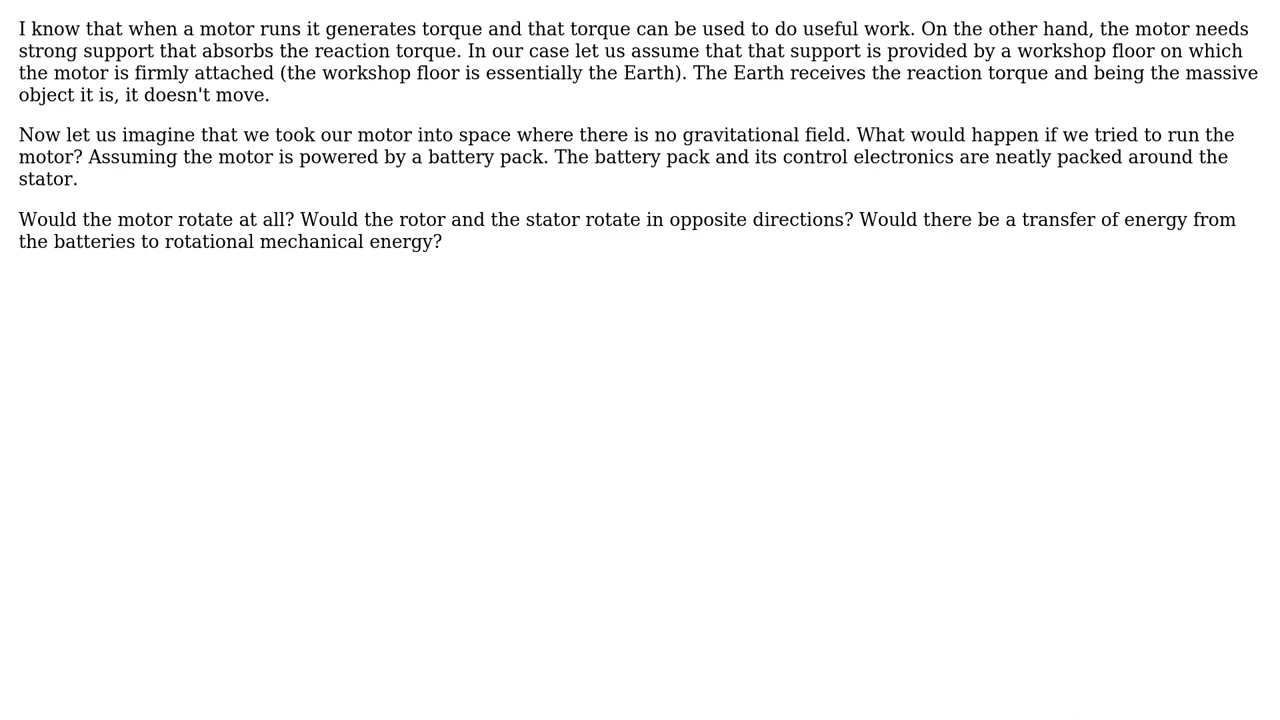 I know that when a motor runs it generates torque and that torque can be used to do useful work. On the other hand, the motor needs
strong support that absorbs the reaction torque. In our case let us assume that that support is provided by a workshop floor on which
the motor is firmly attached (the workshop floor is essentially the Earth). The Earth receives the reaction torque and being the massive
object it is, it doesn't move.
Now let us imagine that we took our motor into space where there is no gravitational field. What would happen if we tried to run the
motor? Assuming the motor is powered by a battery pack. The battery pack and its control electronics are neatly packed around the
stator.
Would the motor rotate at all? Would the rotor and the stator rotate in opposite directions? Would there be a transfer of energy from
the batteries to rotational mechanical energy?